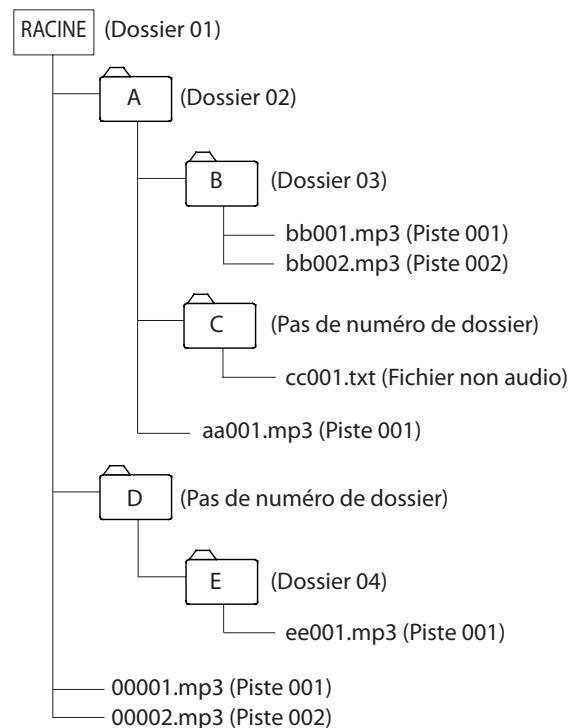 RACINE (Dossier 01)
A (Dossier 02)
B (Dossier 03)
bb001.mp3 (Piste 001)
bb002.mp3 (Piste 002)
C (Pas de numéro de dossier)
cc001.txt (Fichier non audio)
aa001.mp3 (Piste 001)
D (Pas de numéro de dossier)
E (Dossier 04)
ee001.mp3 (Piste 001)
00001.mp3 (Piste 001)
00002.mp3 (Piste 002)